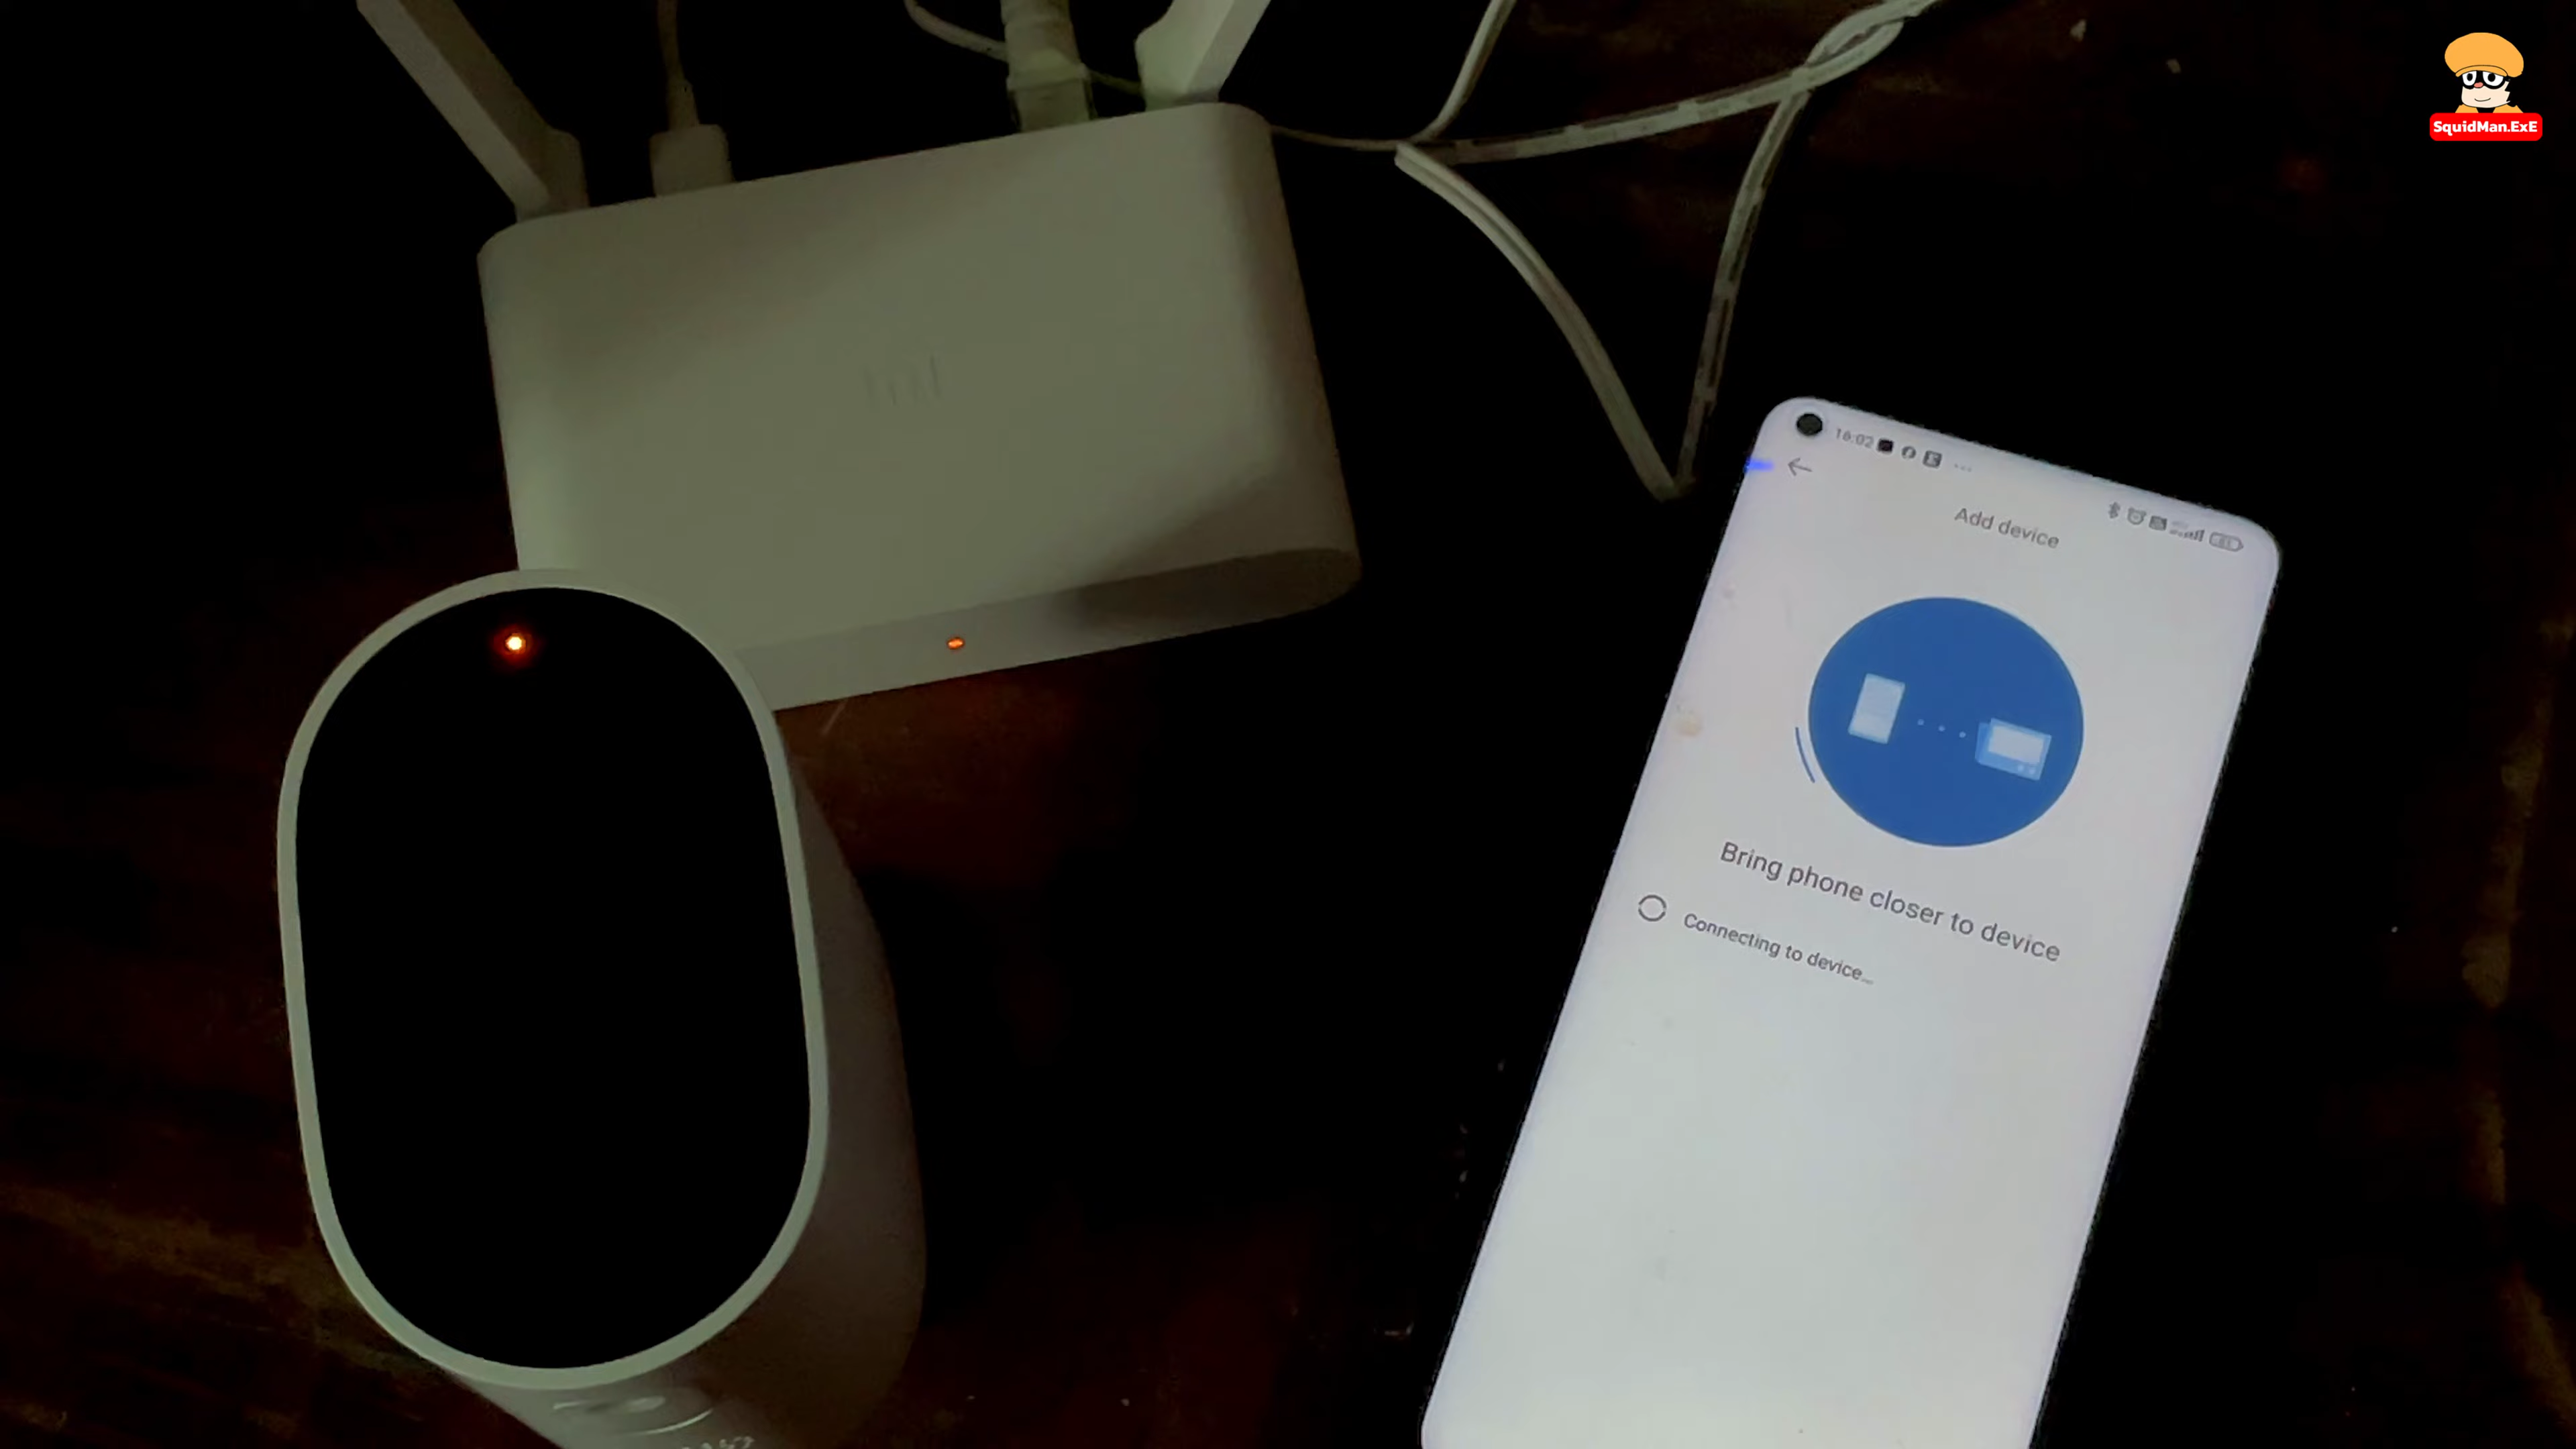 SquidMan.ExE
16:02
Add device
Bring phone closer to device
Connecting to device...